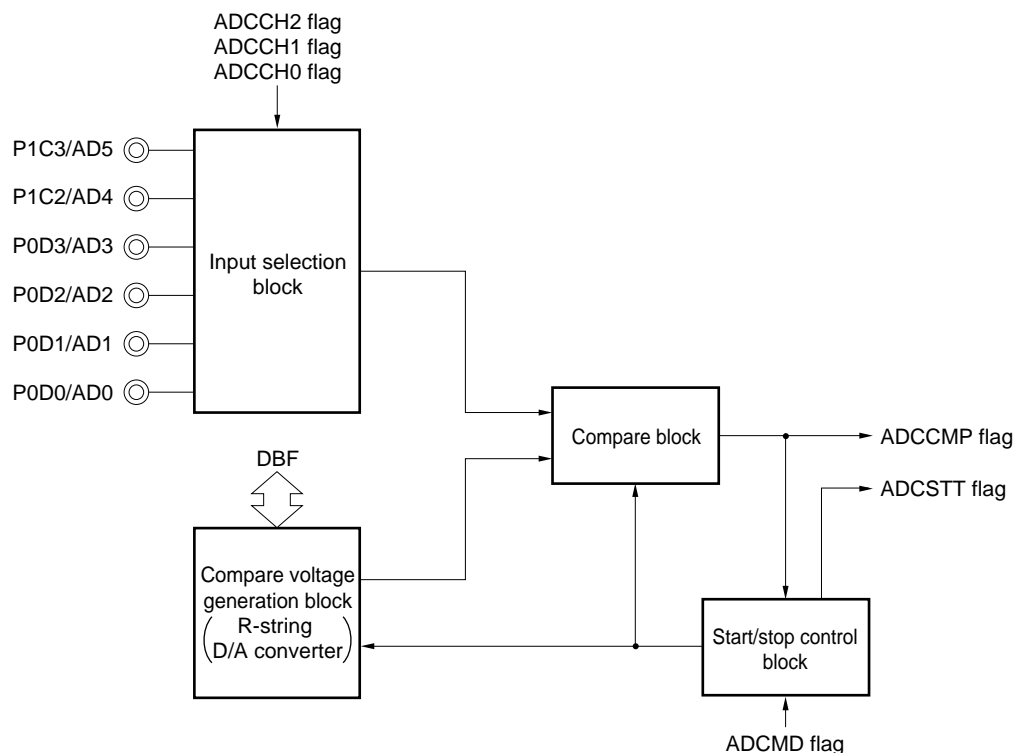 ADCCH2 flag
ADCCH1 flag
ADCCH0 flag
P1C3/AD5
P1C2/AD4
P0D3/AD3
P0D2/AD2
P0D1/AD1
P0D0/AD0
Input selection
block
Compare block
ADCCMP flag
ADCSTT flag
DBF
Compare voltage
generation block
R-string
D/A converter
Start/stop control
block
ADCMD flag